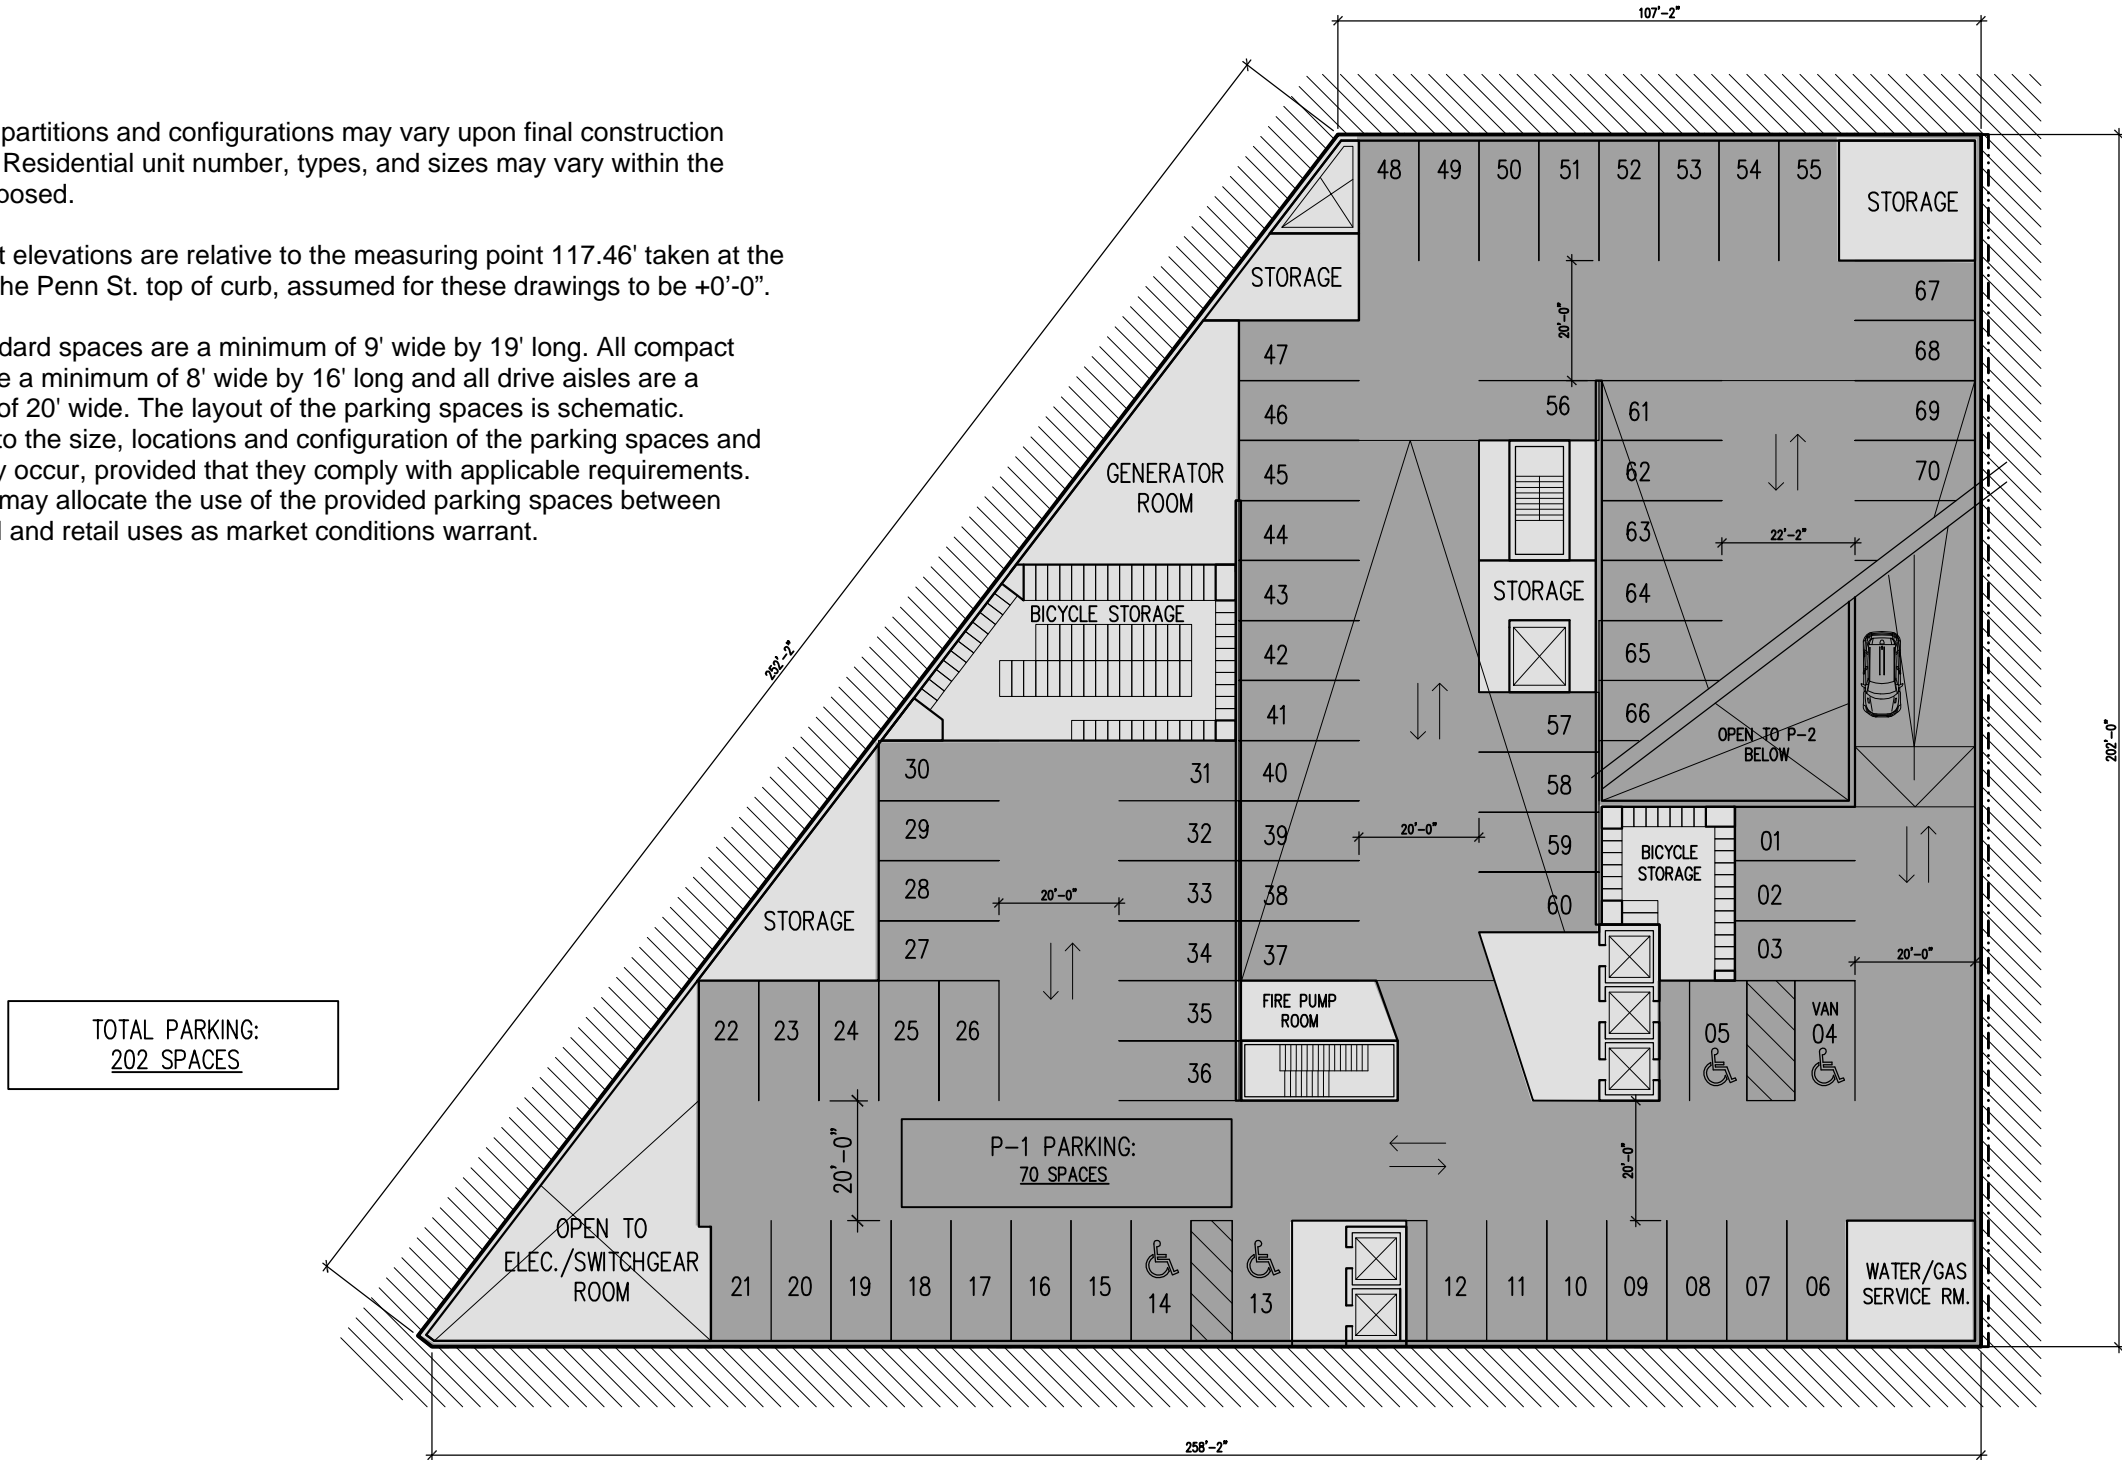 107'-2"
partitions and configurations may vary upon final construction
Residential unit number, types, and sizes may vary within the
posed.
t elevations are relative to the measuring point 117.46' taken at the
he Penn St. top of curb, assumed for these drawings to be +0'-0”.
dard spaces are a minimum of 9' wide by 19' long. All compact
e a minimum of 8' wide by 16' long and all drive aisles are a
of 20' wide. The layout of the parking spaces is schematic.
to the size, locations and configuration of the parking spaces and
y occur, provided that they comply with applicable requirements.
may allocate the use of the provided parking spaces between
l and retail uses as market conditions warrant.
48 49 50 51 52 53 54 55
STORAGE
STORAGE
67
20'-0"
47
68
56
61
69
46
GENERATOR
ROOM
45
62
70
44
63
22'-2"
BICYCLE STORAGE
43
STORAGE
64
42
65
252'-2"
41
57
66
OPEN TO P-2
BELOW
202'-0"
30
31
40
58
29
32
39
20'-0"
59
BICYCLE
STORAGE
01
28
20'-0"
33
38
60
02
STORAGE
27
34
37
03
20'-0"
FIRE PUMP
ROOM
VAN
04
05
35
22 23 24 25 26
TOTAL PARKING:
202 SPACES
36
20'-0"
P-1 PARKING:
70 SPACES
20'-0"
OPEN TO
ELEC./SWITCHGEAR
ROOM
21 20 19 18 17 16 15 14 13 12 11 10 09 08 07 06
WATER/GAS
SERVICE RM.
258'-2"